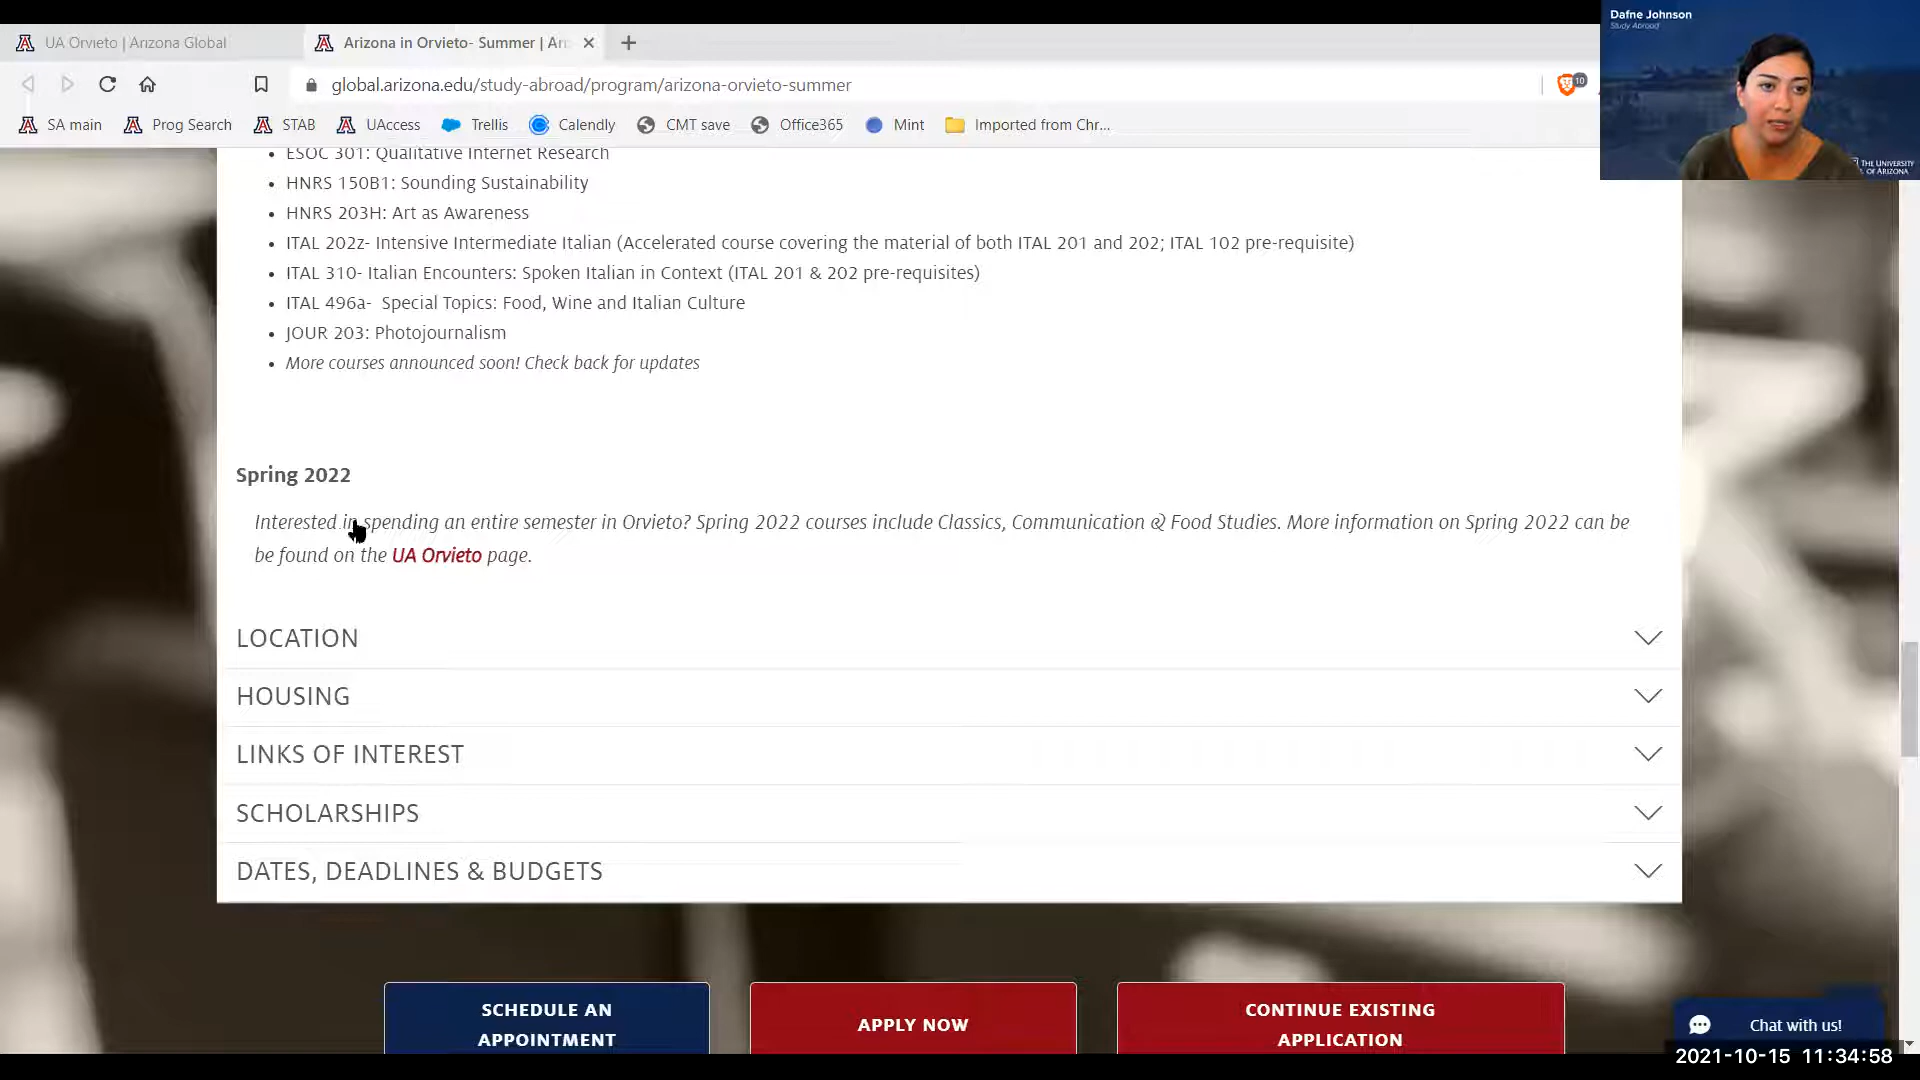 Dafne Johnson
Study Abroad
UA Orvieto | Arizona Global
Arizona in Orvieto- Summer | Ar
global.arizona.edu/study-abroad/program/arizona-orvieto-summer
10
SA main
Prog Search
STAB
UAccess
Trellis
Calendly
CMT save
Office365
Mint
Imported from Chr...
THE UNIVERSITY
OF ARIZONA
ESOC 301: Qualitative Internet Research
HNRS 150B1: Sounding Sustainability
HNRS 203H: Art as Awareness
ITAL 202z- Intensive Intermediate Italian (Accelerated course covering the material of both ITAL 201 and 202; ITAL 102 pre-requisite)
ITAL 310- Italian Encounters: Spoken Italian in Context (ITAL 201 & 202 pre-requisites)
ITAL 496a- Special Topics: Food, Wine and Italian Culture
JOUR 203: Photojournalism
More courses announced soon! Check back for updates
Spring 2022
Interested in spending an entire semester in Orvieto? Spring 2022 courses include Classics, Communication & Food Studies. More information on Spring 2022 can be
be found on the UA Orvieto page.
LOCATION
HOUSING
LINKS OF INTEREST
SCHOLARSHIPS
DATES, DEADLINES & BUDGETS
SCHEDULE AN
APPOINTMENT
APPLY NOW
CONTINUE EXISTING
APPLICATION
Chat with us!
2021-10-15 11:34:58